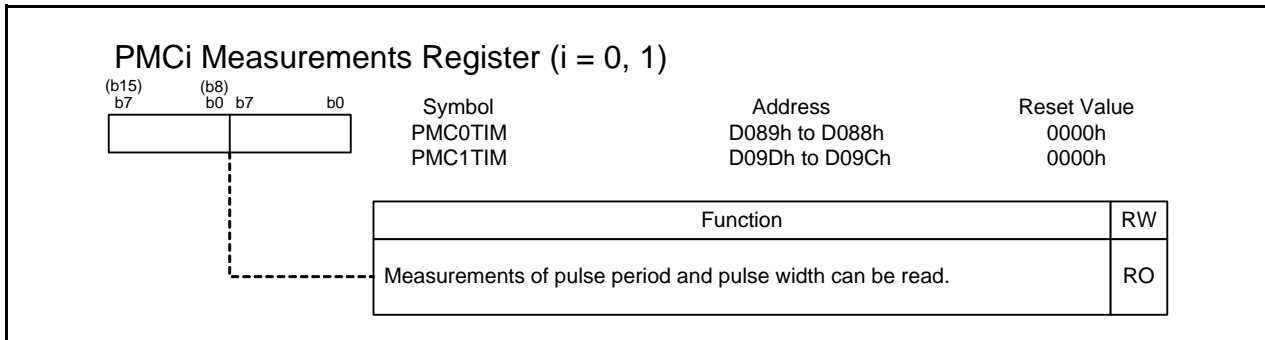 PMCi Measurements Register (i = 0, 1)
(b15) (b8)
b7 b0 b7 b0
Symbol Address Reset Value
PMC0TIM D089h to D088h 0000h
PMC1TIM D09Dh to D09Ch 0000h
Function RW
Measurements of pulse period and pulse width can be read. RO